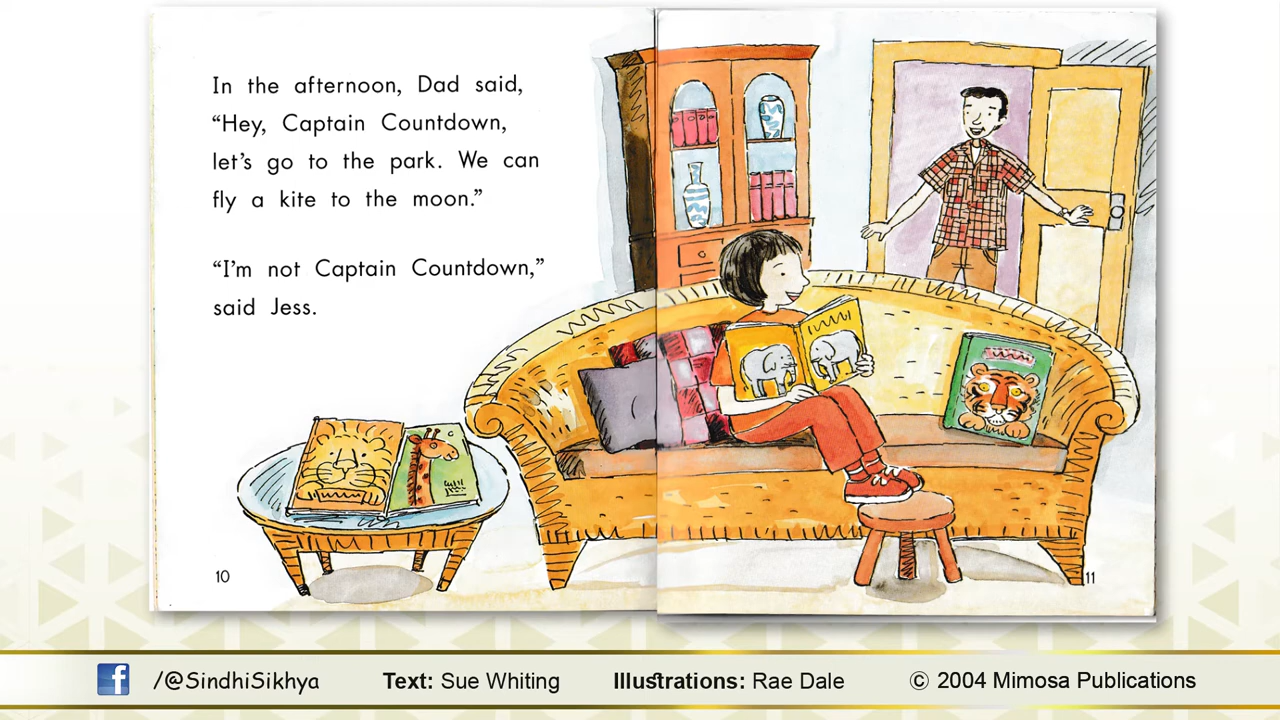 In the afternoon, Dad said,
“Hey, Captain Countdown,
let’s go to the park. We can
fly a kite to the moon.”
“I’m not Captain Countdown,”
said Jess.
10
11
f /@SindhiSikhya Text: Sue Whiting Illustrations: Rae Dale © 2004 Mimosa Publications